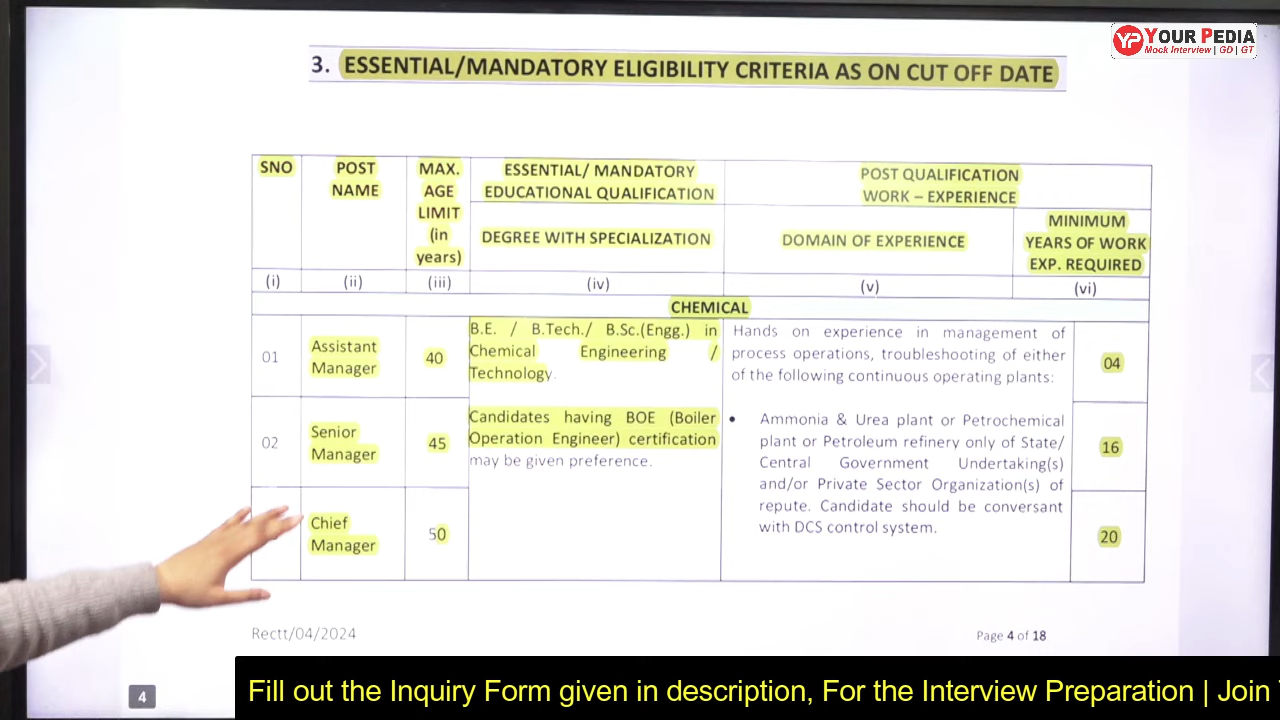 YP YOUR PEDIA
Mock Interview | GD | GT
3. ESSENTIAL/MANDATORY ELIGIBILITY CRITERIA AS ON CUT OFF DATE
SNO
POST
NAME
MAX.
AGE
LIMIT
(in
years)
ESSENTIAL/ MANDATORY
EDUCATIONAL QUALIFICATION
POST QUALIFICATION
WORK – EXPERIENCE
DEGREE WITH SPECIALIZATION
DOMAIN OF EXPERIENCE
MINIMUM
YEARS OF WORK
EXP. REQUIRED
(i) (ii) (iii) (iv) (v) (vi)
CHEMICAL
01
Assistant
Manager
40
B.E. / B.Tech./ B.Sc.(Engg.) in
Chemical Engineering /
Technology.
Candidates having BOE (Boiler
Operation Engineer) certification
may be given preference.
Hands on experience in management of
process operations, troubleshooting of either
of the following continuous operating plants:
• Ammonia & Urea plant or Petrochemical
plant or Petroleum refinery only of State/
Central Government Undertaking(s)
and/or Private Sector Organization(s) of
repute. Candidate should be conversant
with DCS control system.
04
02
Senior
Manager
45
16
Chief
Manager
50
20
Rectt/04/2024
Page 4 of 18
4
Fill out the Inquiry Form given in description, For the Interview Preparation | Join